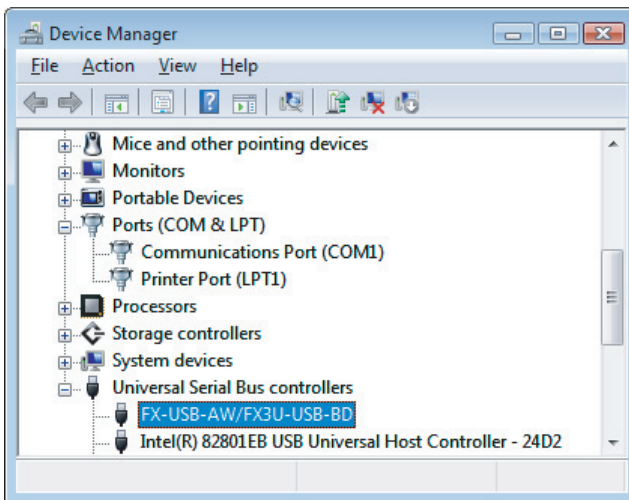 Device Manager
File Action View Help
Mice and other pointing devices
Monitors
Portable Devices
Ports (COM & LPT)
Communications Port (COM1)
Printer Port (LPT1)
Processors
Storage controllers
System devices
Universal Serial Bus controllers
FX-USB-AW/FX3U-USB-BD
Intel(R) 82801EB USB Universal Host Controller - 24D2